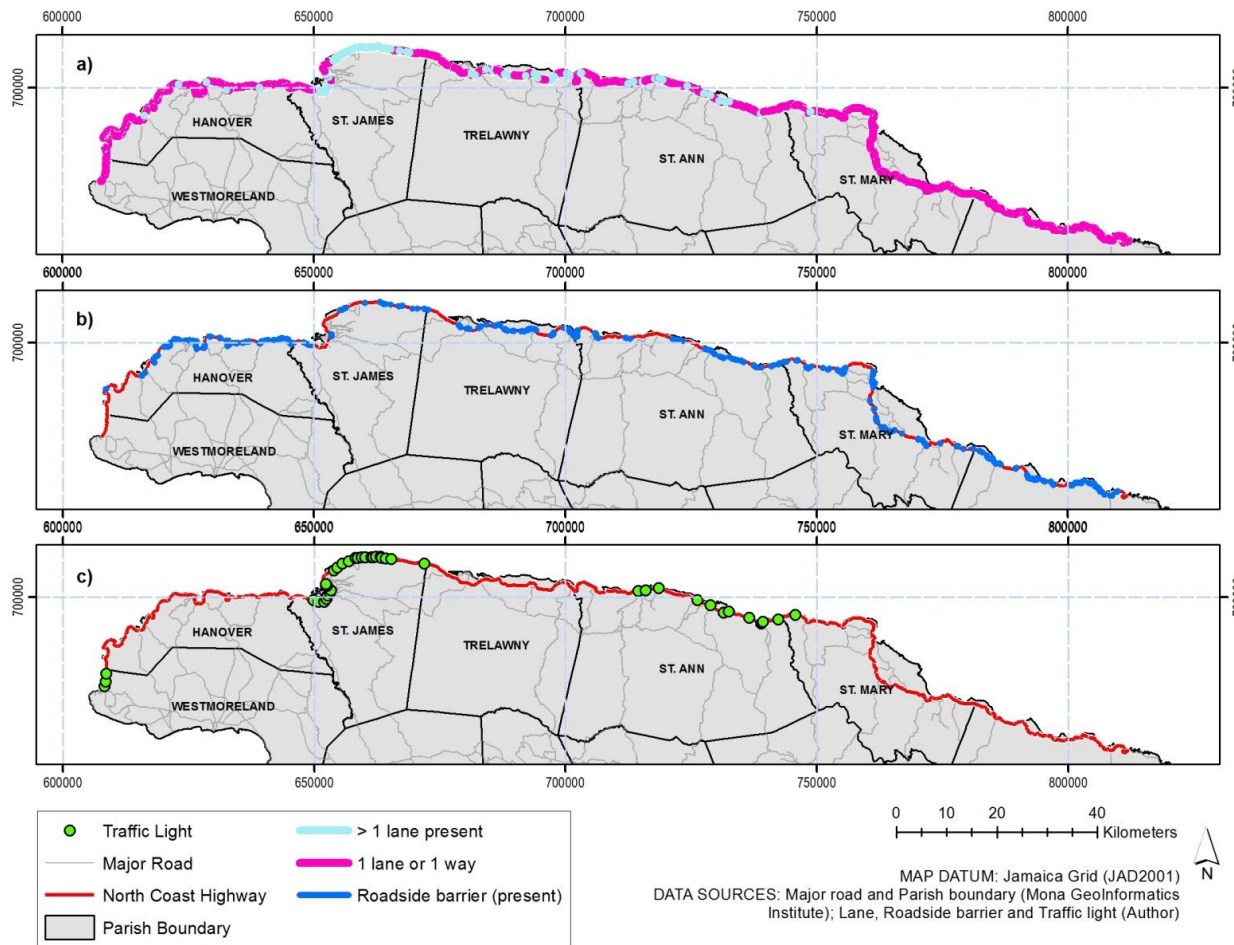 600000 650000 700000 750000 800000
a)
700000
HANOVER
ST. JAMES
TRELAWNY
ST. ANN
WESTMORELAND
ST. MARY
600000 650000 700000 750000 800000
b)
700000
HANOVER
ST. JAMES
TRELAWNY
ST. ANN
WESTMORELAND
ST. MARY
600000 650000 700000 750000 800000
c)
700000
HANOVER
ST. JAMES
TRELAWNY
ST. ANN
WESTMORELAND
ST. MARY
600000 650000 700000 750000 800000
Traffic Light
Major Road
North Coast Highway
Parish Boundary
> 1 lane present
1 lane or 1 way
Roadside barrier (present)
0 10 20 40
Kilometers
N
MAP DATUM: Jamaica Grid (JAD2001)
DATA SOURCES: Major road and Parish boundary (Mona GeoInformatics
Institute); Lane, Roadside barrier and Traffic light (Author)